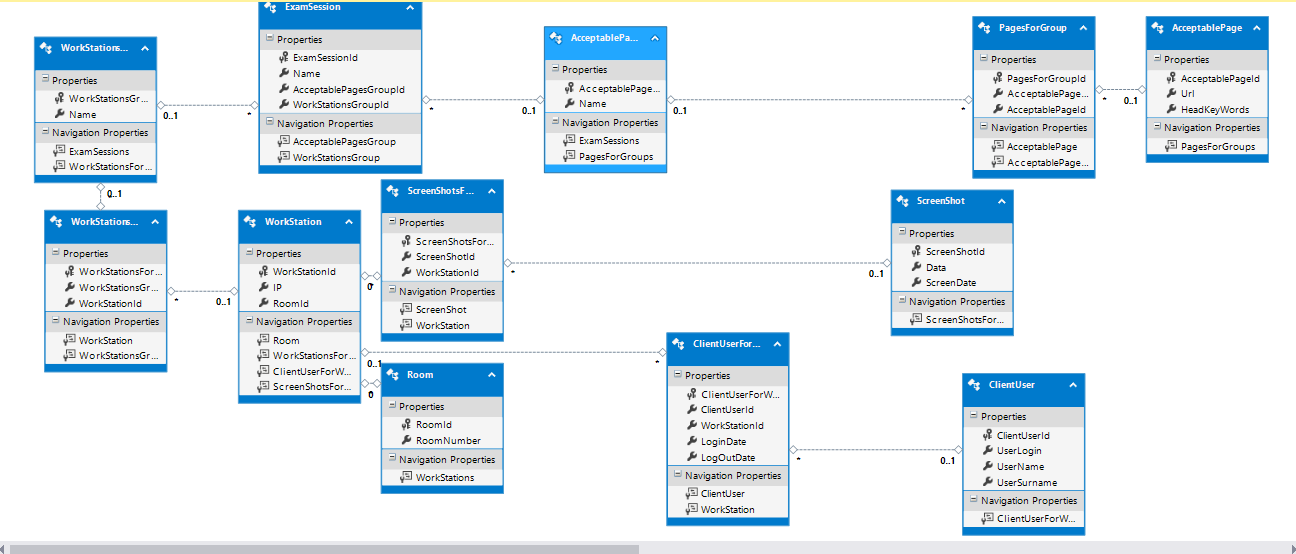 ExamSession
Properties
ExamSessionId
Name
AcceptablePagesGroupId
WorkStationsGroupId
Navigation Properties
AcceptablePagesGroup
WorkStationsGroup
WorkStations...
Properties
WorkStationsGr...
Name
Navigation Properties
ExamSessions
WorkStationsFor...
AcceptablePa...
Properties
AcceptablePage...
Name
Navigation Properties
ExamSessions
PagesForGroups
PagesForGroup
Properties
PagesForGroupId
AcceptablePage...
AcceptablePageId
Navigation Properties
AcceptablePage
AcceptablePage...
AcceptablePage
Properties
AcceptablePageId
Url
HeadKeyWords
Navigation Properties
PagesForGroups
0..1
*
*
0..1
0..1
*
*
0..1
0..1
WorkStations...
Properties
WorkStationsFor...
WorkStationsGr...
WorkStationId
Navigation Properties
WorkStation
WorkStationsGr...
*
0..1
WorkStation
Properties
WorkStationId
IP
RoomId
Navigation Properties
Room
WorkStationsFor...
ClientUserForW...
ScreenShotsFor...
ScreenShotsF...
Properties
ScreenShotsFor...
ScreenShotId
WorkStationId
Navigation Properties
ScreenShot
WorkStation
*
0..1
ScreenShot
Properties
ScreenShotId
Data
ScreenDate
Navigation Properties
ScreenShotsFor...
0..1
*
Room
Properties
RoomId
RoomNumber
Navigation Properties
WorkStations
ClientUserFor...
Properties
ClientUserForW...
ClientUserId
WorkStationId
LoginDate
LogOutDate
Navigation Properties
ClientUser
WorkStation
*
0..1
ClientUser
Properties
ClientUserId
UserLogin
UserName
UserSurname
Navigation Properties
ClientUserForW...